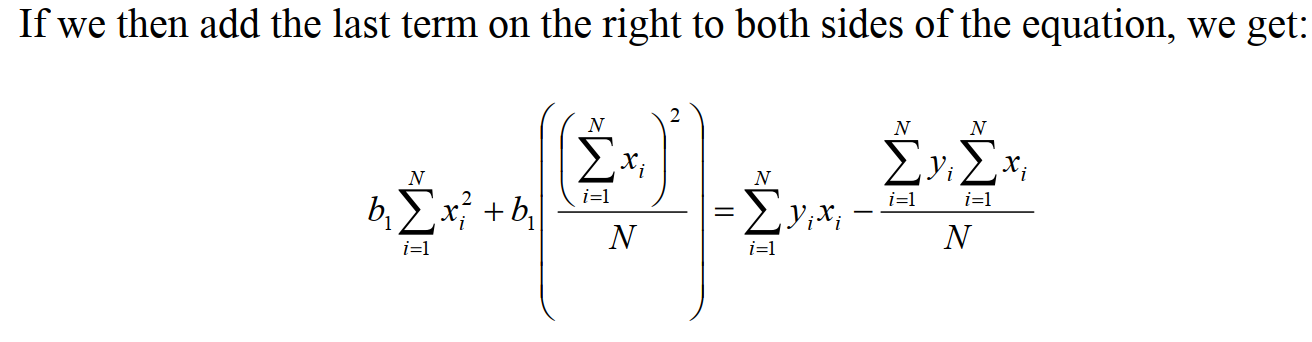 If we then add the last term on the right to both sides of the equation, we get:
$b_1 \sum_{i=1}^{N} x_i^2 + b_1 \left( \frac{\left( \sum_{i=1}^{N} x_i \right)^2}{N} \right) = \sum_{i=1}^{N} y_i x_i - \frac{\sum_{i=1}^{N} y_i \sum_{i=1}^{N} x_i}{N}$